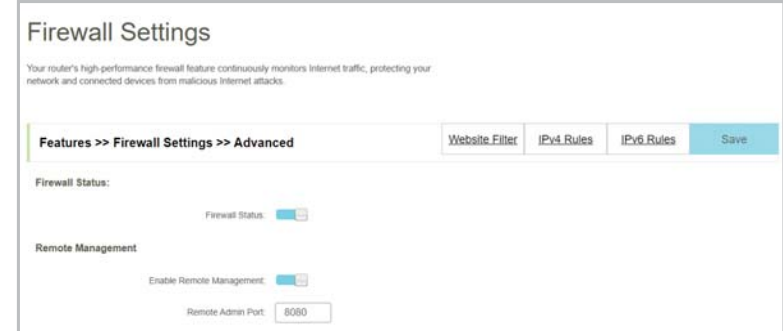 Firewall Settings
Your router's high-performance firewall feature continuously monitors Internet traffic, protecting your
network and connected devices from malicious Internet attacks.
Features >> Firewall Settings >> Advanced
Website Filter
IPv4 Rules
IPv6 Rules
Save
Firewall Status:
Firewall Status:
Remote Management
Enable Remote Management:
Remote Admin Port:
8080